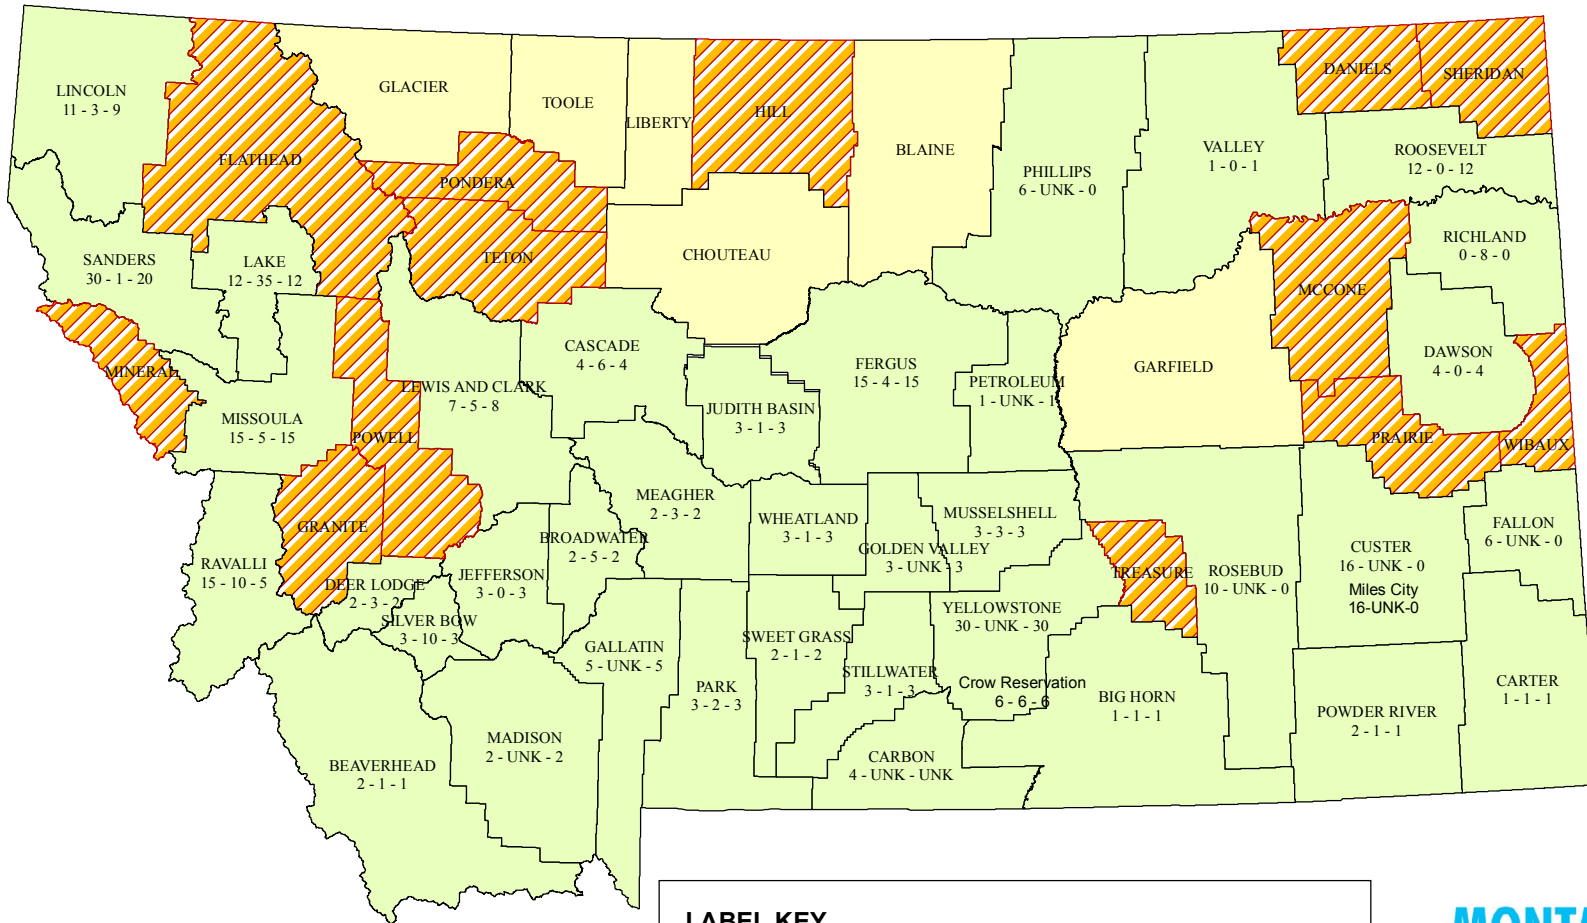 LINCOLN
11 - 3 - 9
GLACIER
TOOLE
LIBERTY
HILL
BLAINE
PHILLIPS
6 - UNK - 0
VALLEY
1 - 0 - 1
DANIELS
SHERIDAN
ROOSEVELT
12 - 0 - 12
FLATHEAD
PONDERA
TETON
CHOUTEAU
SANDERS
30 - 1 - 20
LAKE
12 - 35 - 12
RICHLAND
0 - 8 - 0
MCCONE
GARFIELD
DAWSON
4 - 0 - 4
MINERAL
CASCADE
4 - 6 - 4
FERGUS
15 - 4 - 15
PETROLEUM
1 - UNK - 1
LEWIS AND CLARK
7 - 5 - 8
JUDITH BASIN
3 - 1 - 3
MISSOULA
15 - 5 - 15
POWELL
PRAIRIE
WIBAUX
MEAGHER
2 - 3 - 2
WHEATLAND
3 - 1 - 3
MUSSELSHELL
3 - 3 - 3
GRANITE
BROADWATER
2 - 5 - 2
GOLDEN VALLEY
3 - UNK - 3
FALLON
6 - UNK - 0
CUSTER
16 - UNK - 0
Miles City
16-UNK-0
RAVALLI
15 - 10 - 5
DEER LODGE
2 - 3 - 2
JEFFERSON
3 - 0 - 3
TREASURE
ROSEBUD
10 - UNK - 0
SILVER BOW
3 - 10 - 3
YELLOWSTONE
30 - UNK - 30
GALLATIN
5 - UNK - 5
SWEET GRASS
2 - 1 - 2
STILLWATER
3 - 1 - 3
Crow Reservation
6 - 6 - 6
PARK
3 - 2 - 3
BIG HORN
1 - 1 - 1
CARTER
1 - 1 - 1
POWDER RIVER
2 - 1 - 1
MADISON
2 - UNK - 2
BEAVERHEAD
2 - 1 - 1
CARBON
4 - UNK - UNK
LABEL KEY
MONTA